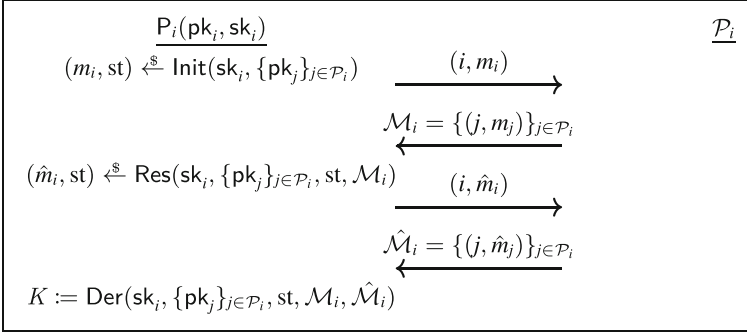 P_i(pk_i, sk_i) 𝒫_i
(m_i, st) ←$ Init(sk_i, {pk_j}_{j∈𝒫_i}) (i, m_i)
ℳ_i = {(j, m_j)}_{j∈𝒫_i}
(m̂_i, st) ←$ Res(sk_i, {pk_j}_{j∈𝒫_i}, st, ℳ_i) (i, m̂_i)
ℳ̂_i = {(j, m̂_j)}_{j∈𝒫_i}
K := Der(sk_i, {pk_j}_{j∈𝒫_i}, st, ℳ_i, ℳ̂_i)